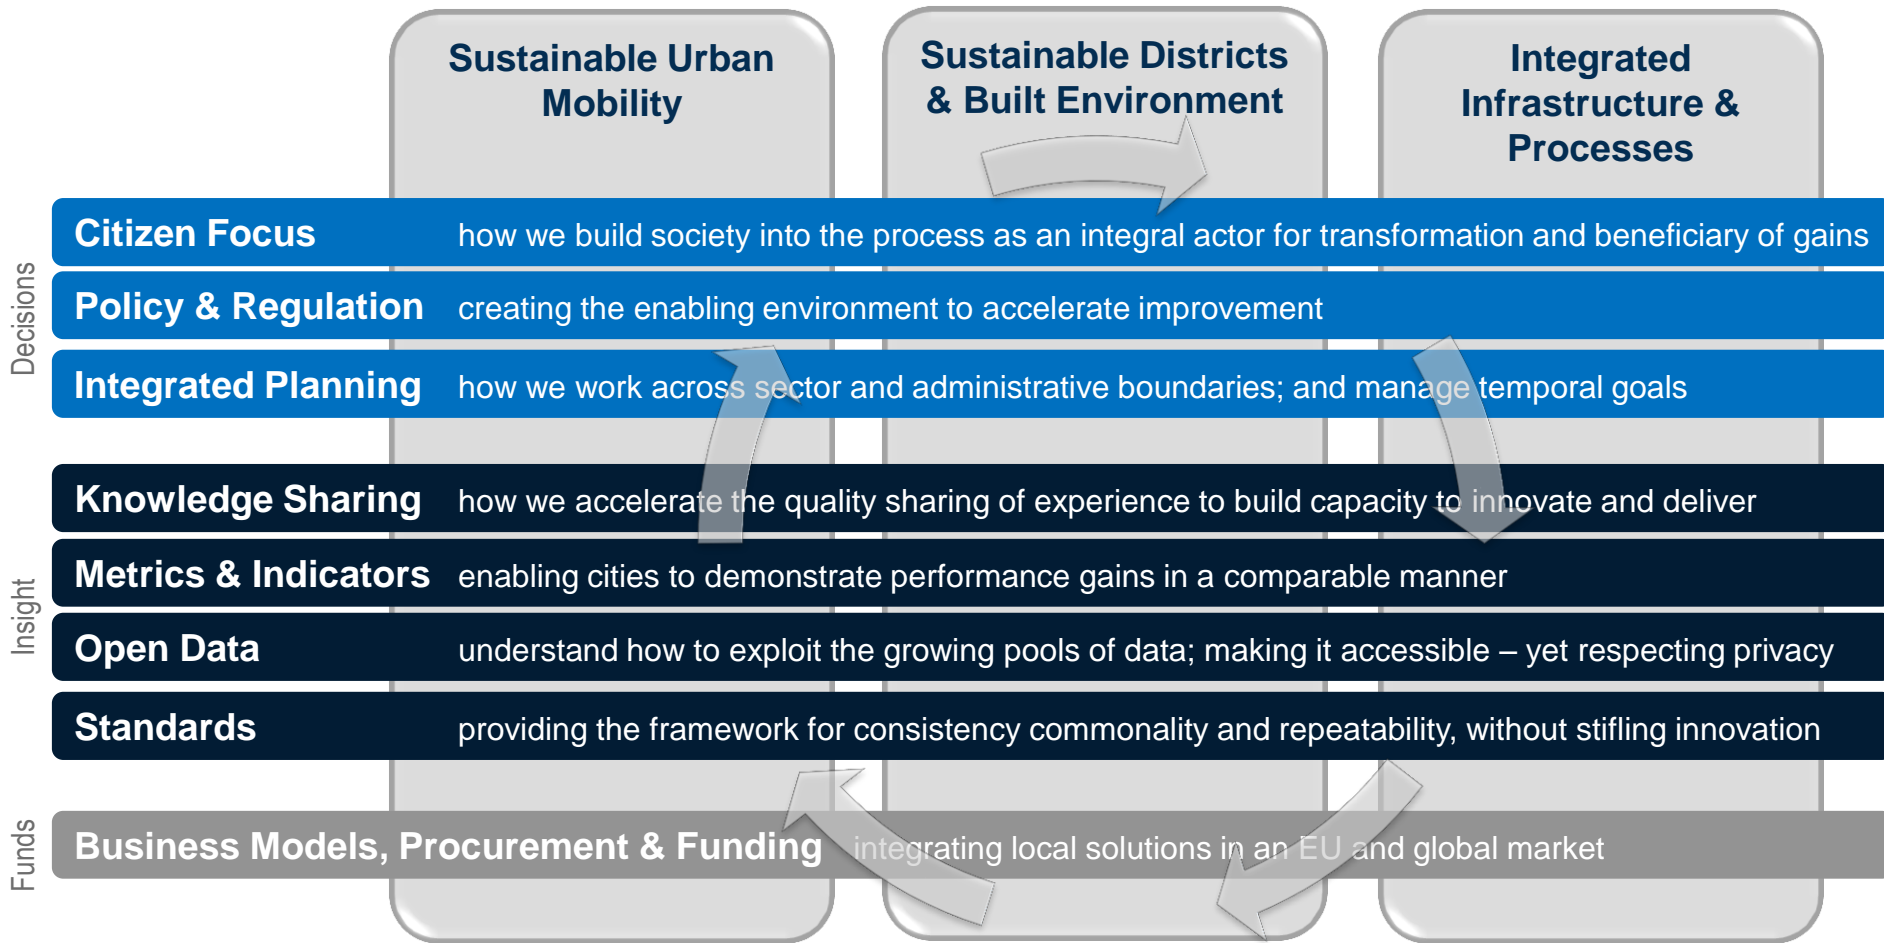 Sustainable Urban
Mobility
Sustainable Districts
& Built Environment
Integrated
Infrastructure &
Processes
Decisions
Citizen Focus how we build society into the process as an integral actor for transformation and beneficiary of gains
Policy & Regulation creating the enabling environment to accelerate improvement
Integrated Planning how we work across sector and administrative boundaries; and manage temporal goals
Insight
Knowledge Sharing how we accelerate the quality sharing of experience to build capacity to innovate and deliver
Metrics & Indicators enabling cities to demonstrate performance gains in a comparable manner
Open Data understand how to exploit the growing pools of data; making it accessible – yet respecting privacy
Standards providing the framework for consistency commonality and repeatability, without stifling innovation
Funds
Business Models, Procurement & Funding integrating local solutions in an EU and global market